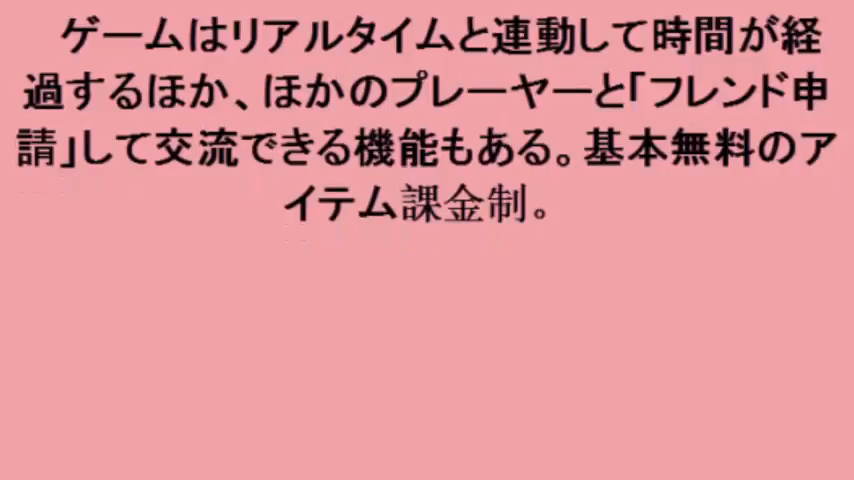 ゲームはリアルタイムと連動して時間が経
過するほか、ほかのプレーヤーと「フレンド申
請」して交流できる機能もある。基本無料のア
イテム課金制。